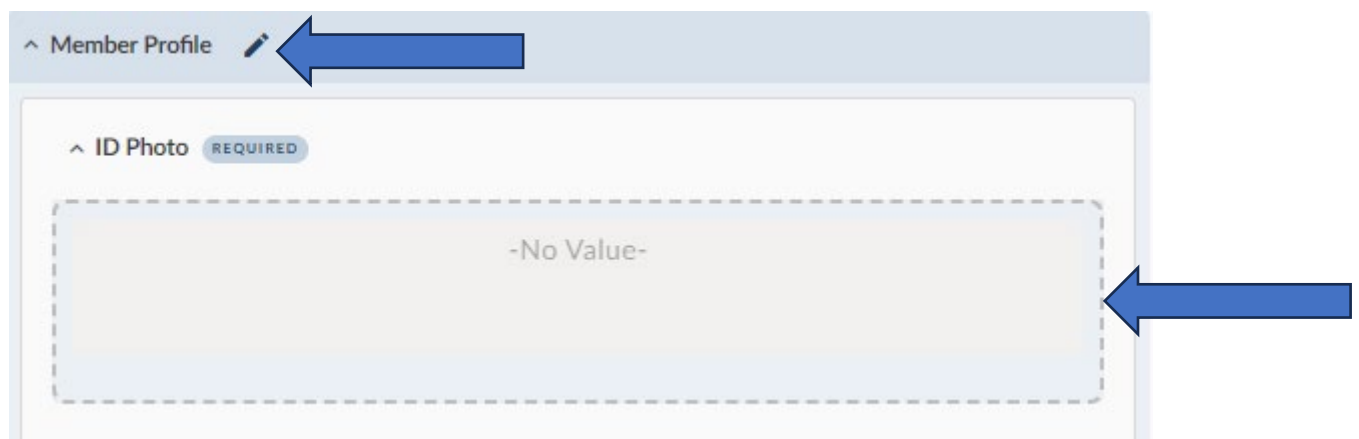 Member Profile
ID Photo REQUIRED
-No Value-